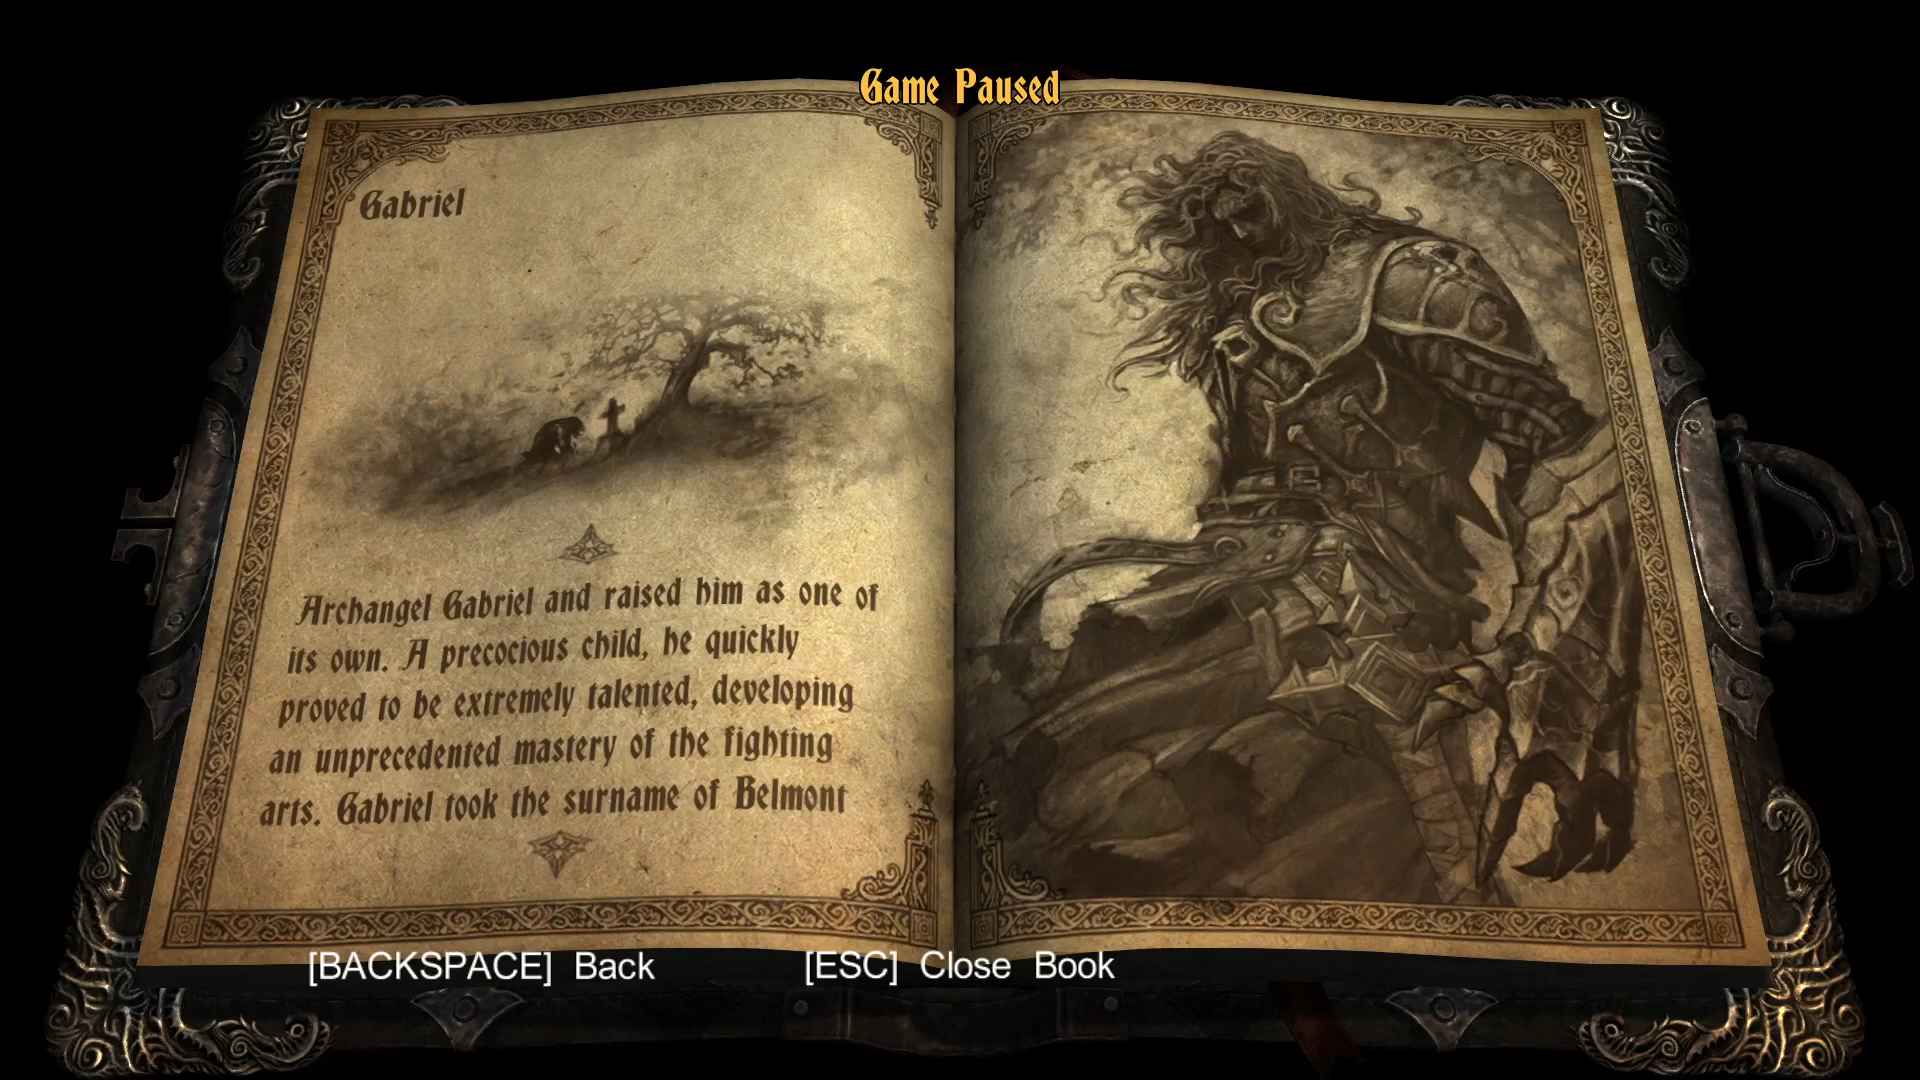 Game Paused
Gabriel
Archangel Gabriel and raised him as one of
its own. A precocious child, he quickly
proved to be extremely talented, developing
an unprecedented mastery of the fighting
arts. Gabriel took the surname of Belmont
[BACKSPACE] Back [ESC] Close Book